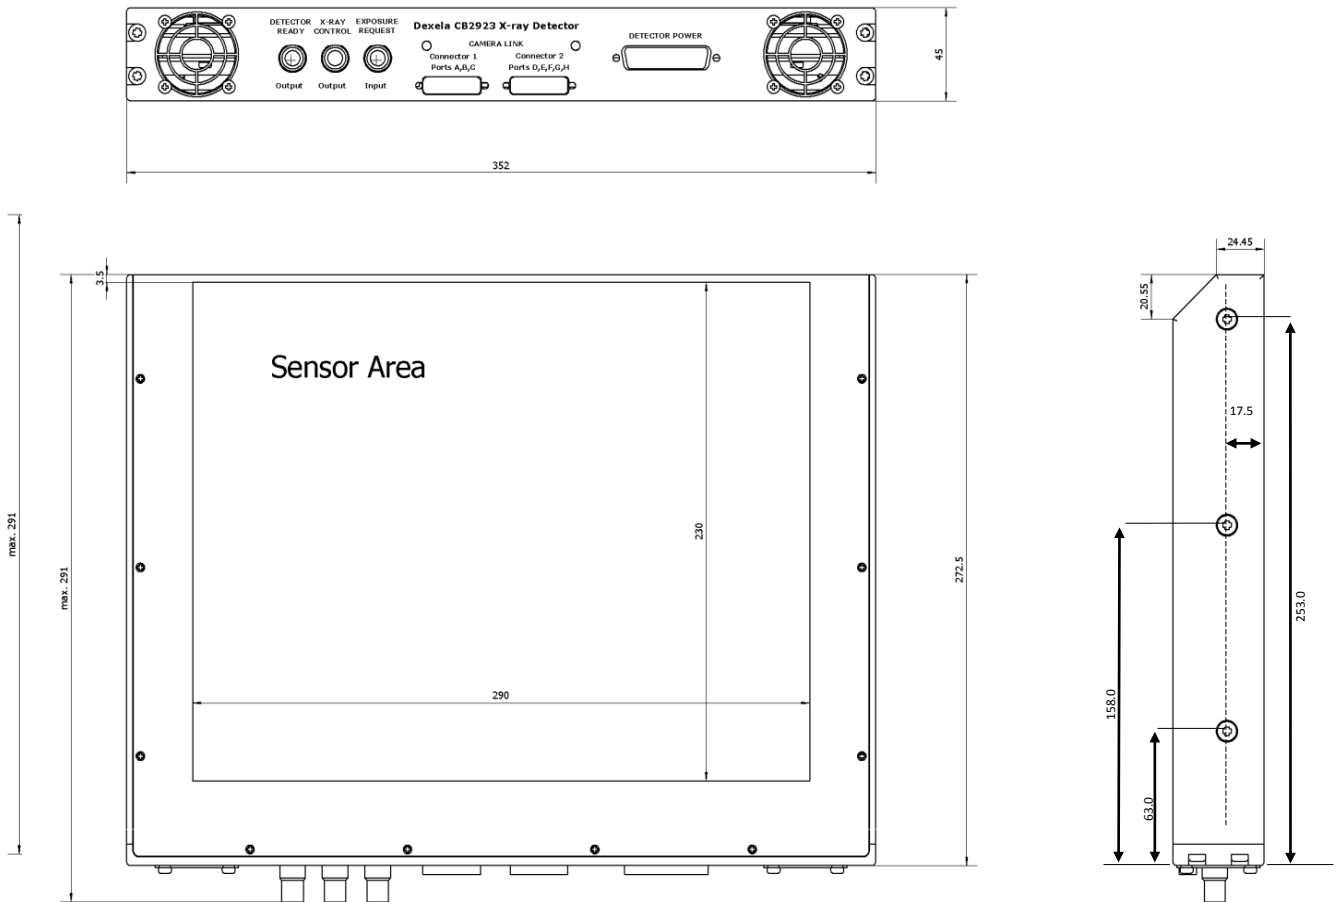 DETECTOR READY
X-RAY CONTROL
EXPOSURE REQUEST
Dexela CB2923 X-ray Detector
CAMERA LINK
Connector 1
Ports A,B,C
Connector 2
Ports D,E,F,G,H
DETECTOR POWER
Output
Output
Input
45
352
max. 291
max. 291
3.5
Sensor Area
230
290
272.5
24.45
20.55
17.5
253.0
158.0
63.0